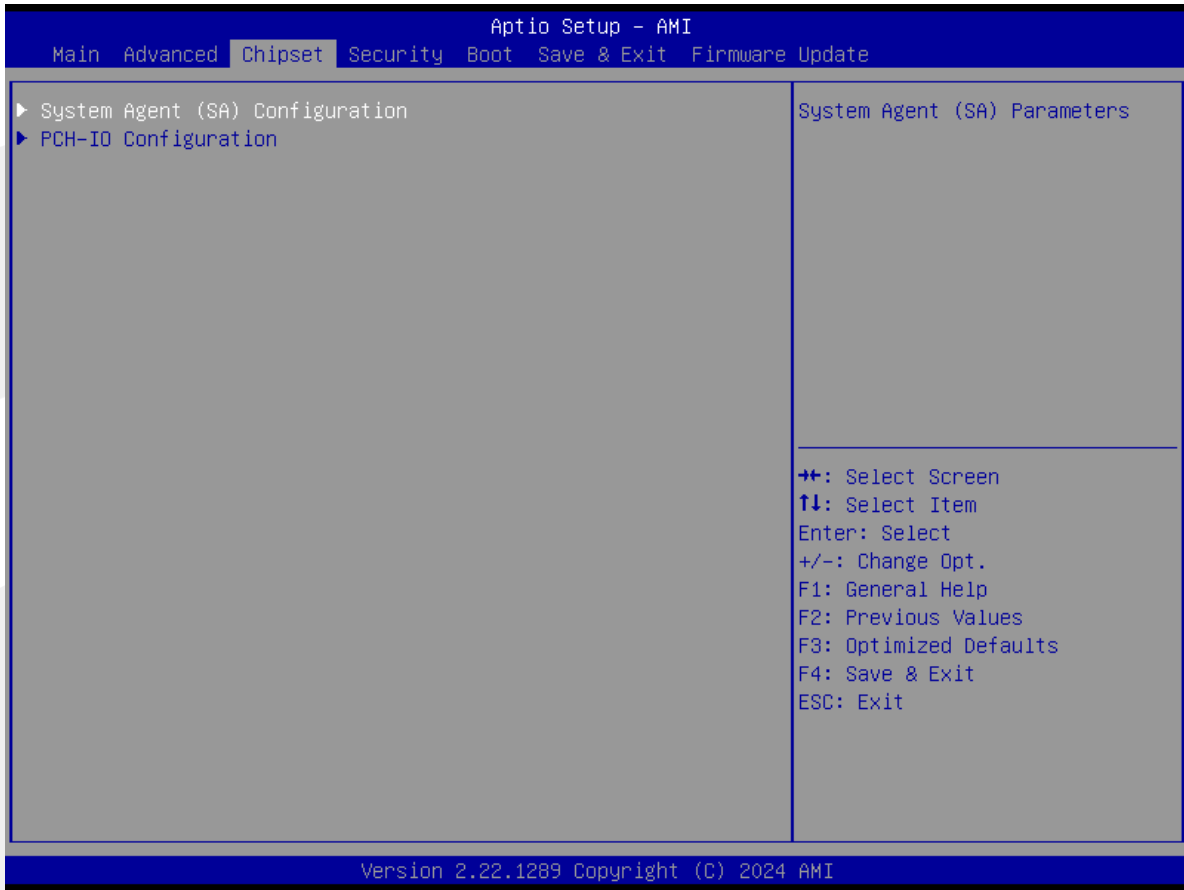 Aptio Setup – AMI
Main Advanced Chipset Security Boot Save & Exit Firmware Update
▶ System Agent (SA) Configuration
▶ PCH-IO Configuration
System Agent (SA) Parameters
→←: Select Screen
↑↓: Select Item
Enter: Select
+/-: Change Opt.
F1: General Help
F2: Previous Values
F3: Optimized Defaults
F4: Save & Exit
ESC: Exit
Version 2.22.1289 Copyright (C) 2024 AMI